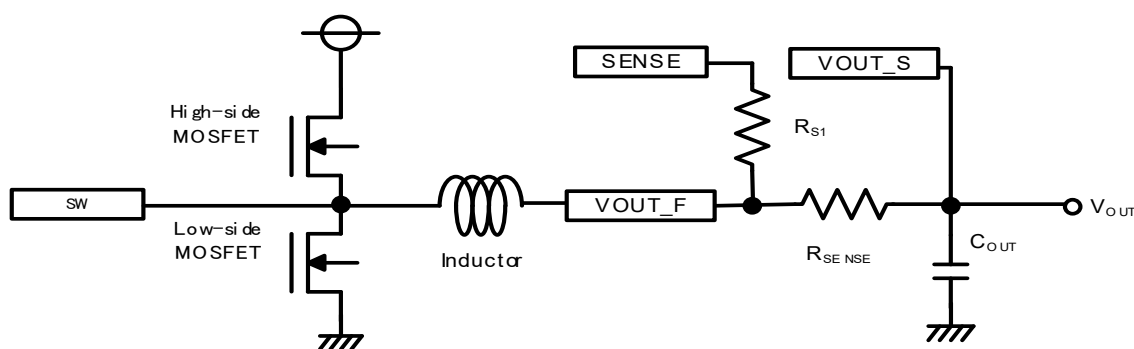 SENSE
VOUT_S
High-side
MOSFET
RS1
SW
VOUT_F
VOUT
Low-side
MOSFET
Inductor
RSENSE
COUT